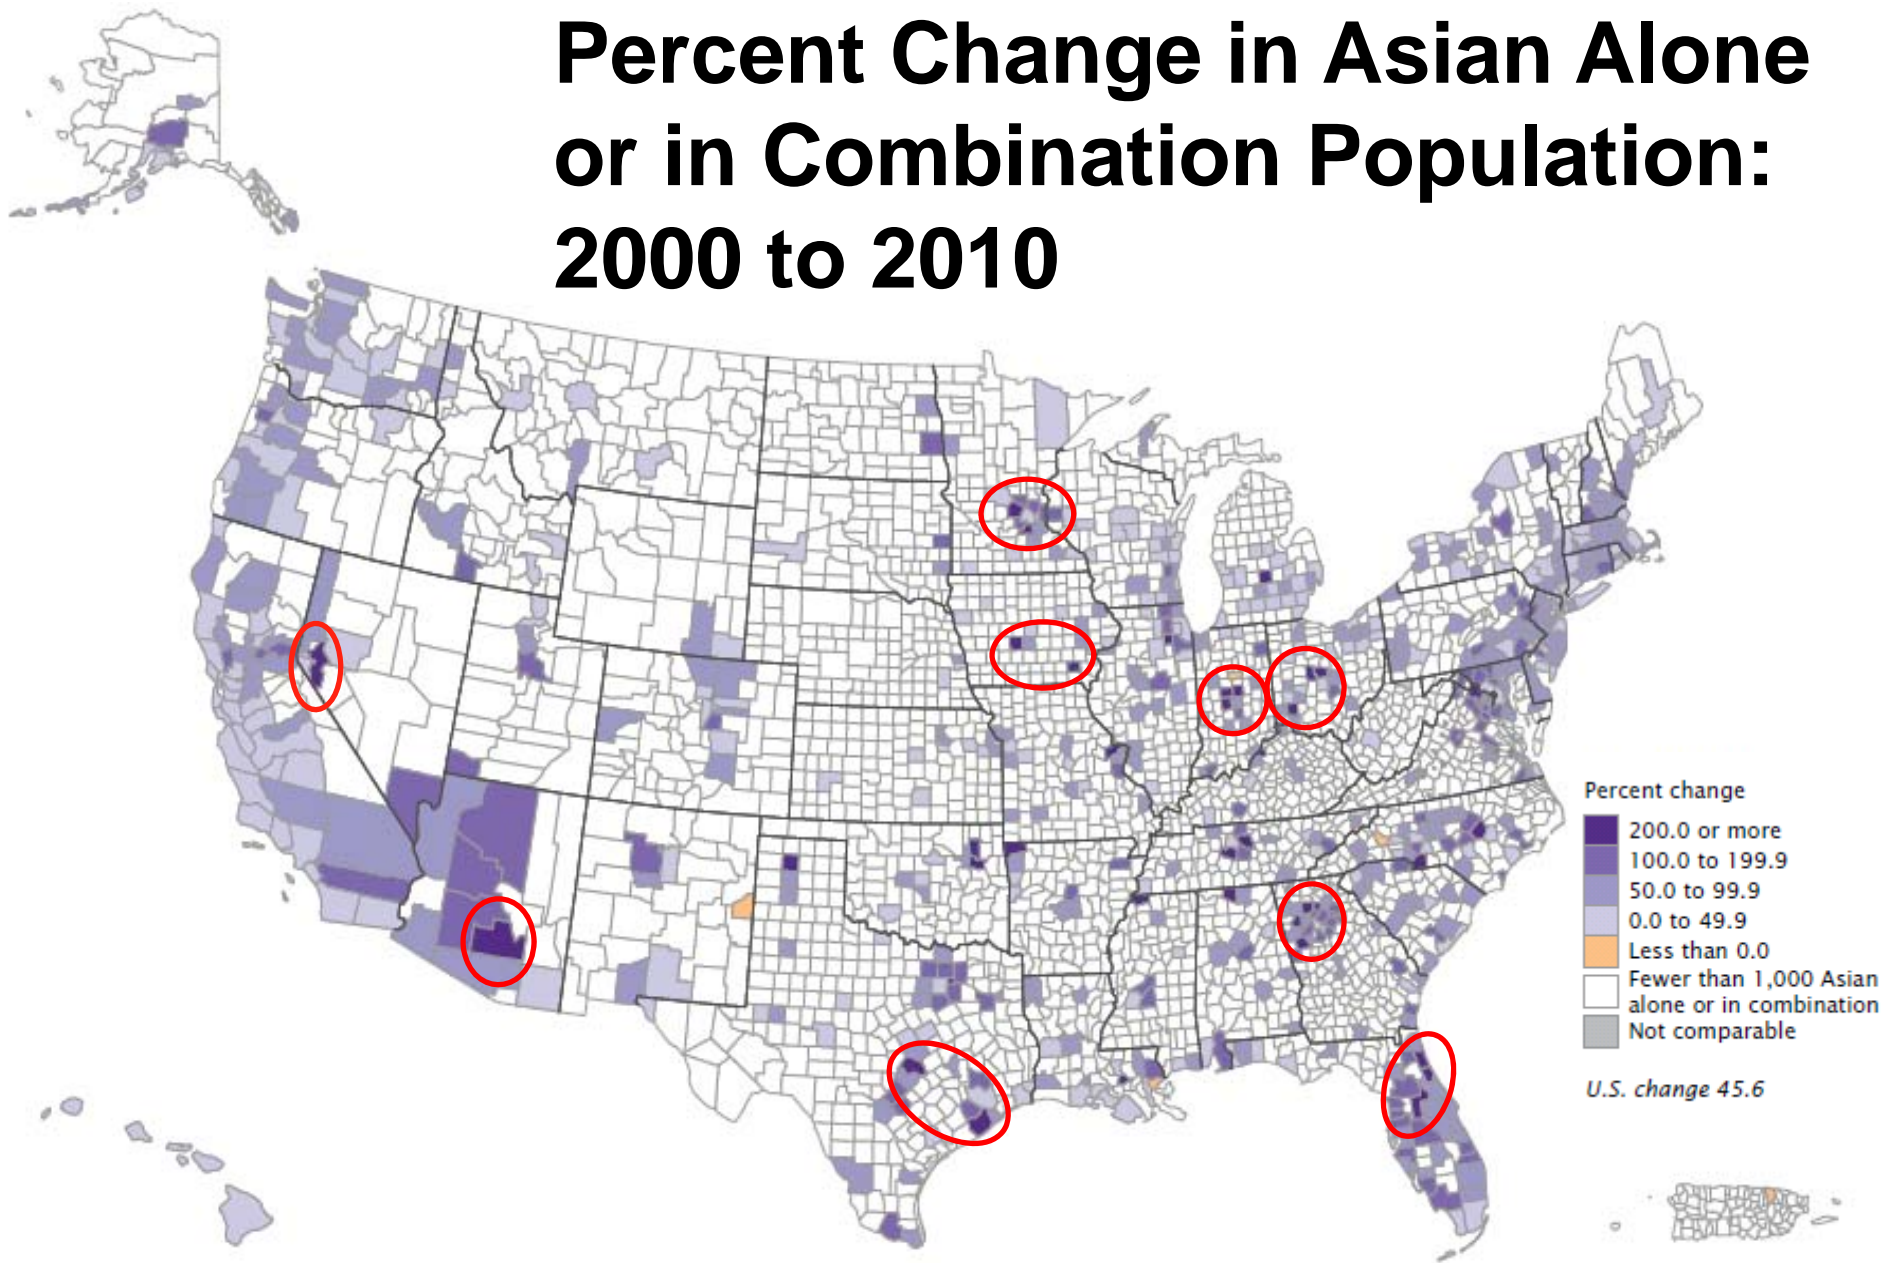 Percent Change in Asian Alone
or in Combination Population:
2000 to 2010
Percent change
200.0 or more
100.0 to 199.9
50.0 to 99.9
0.0 to 49.9
Less than 0.0
Fewer than 1,000 Asian
alone or in combination
Not comparable
U.S. change 45.6